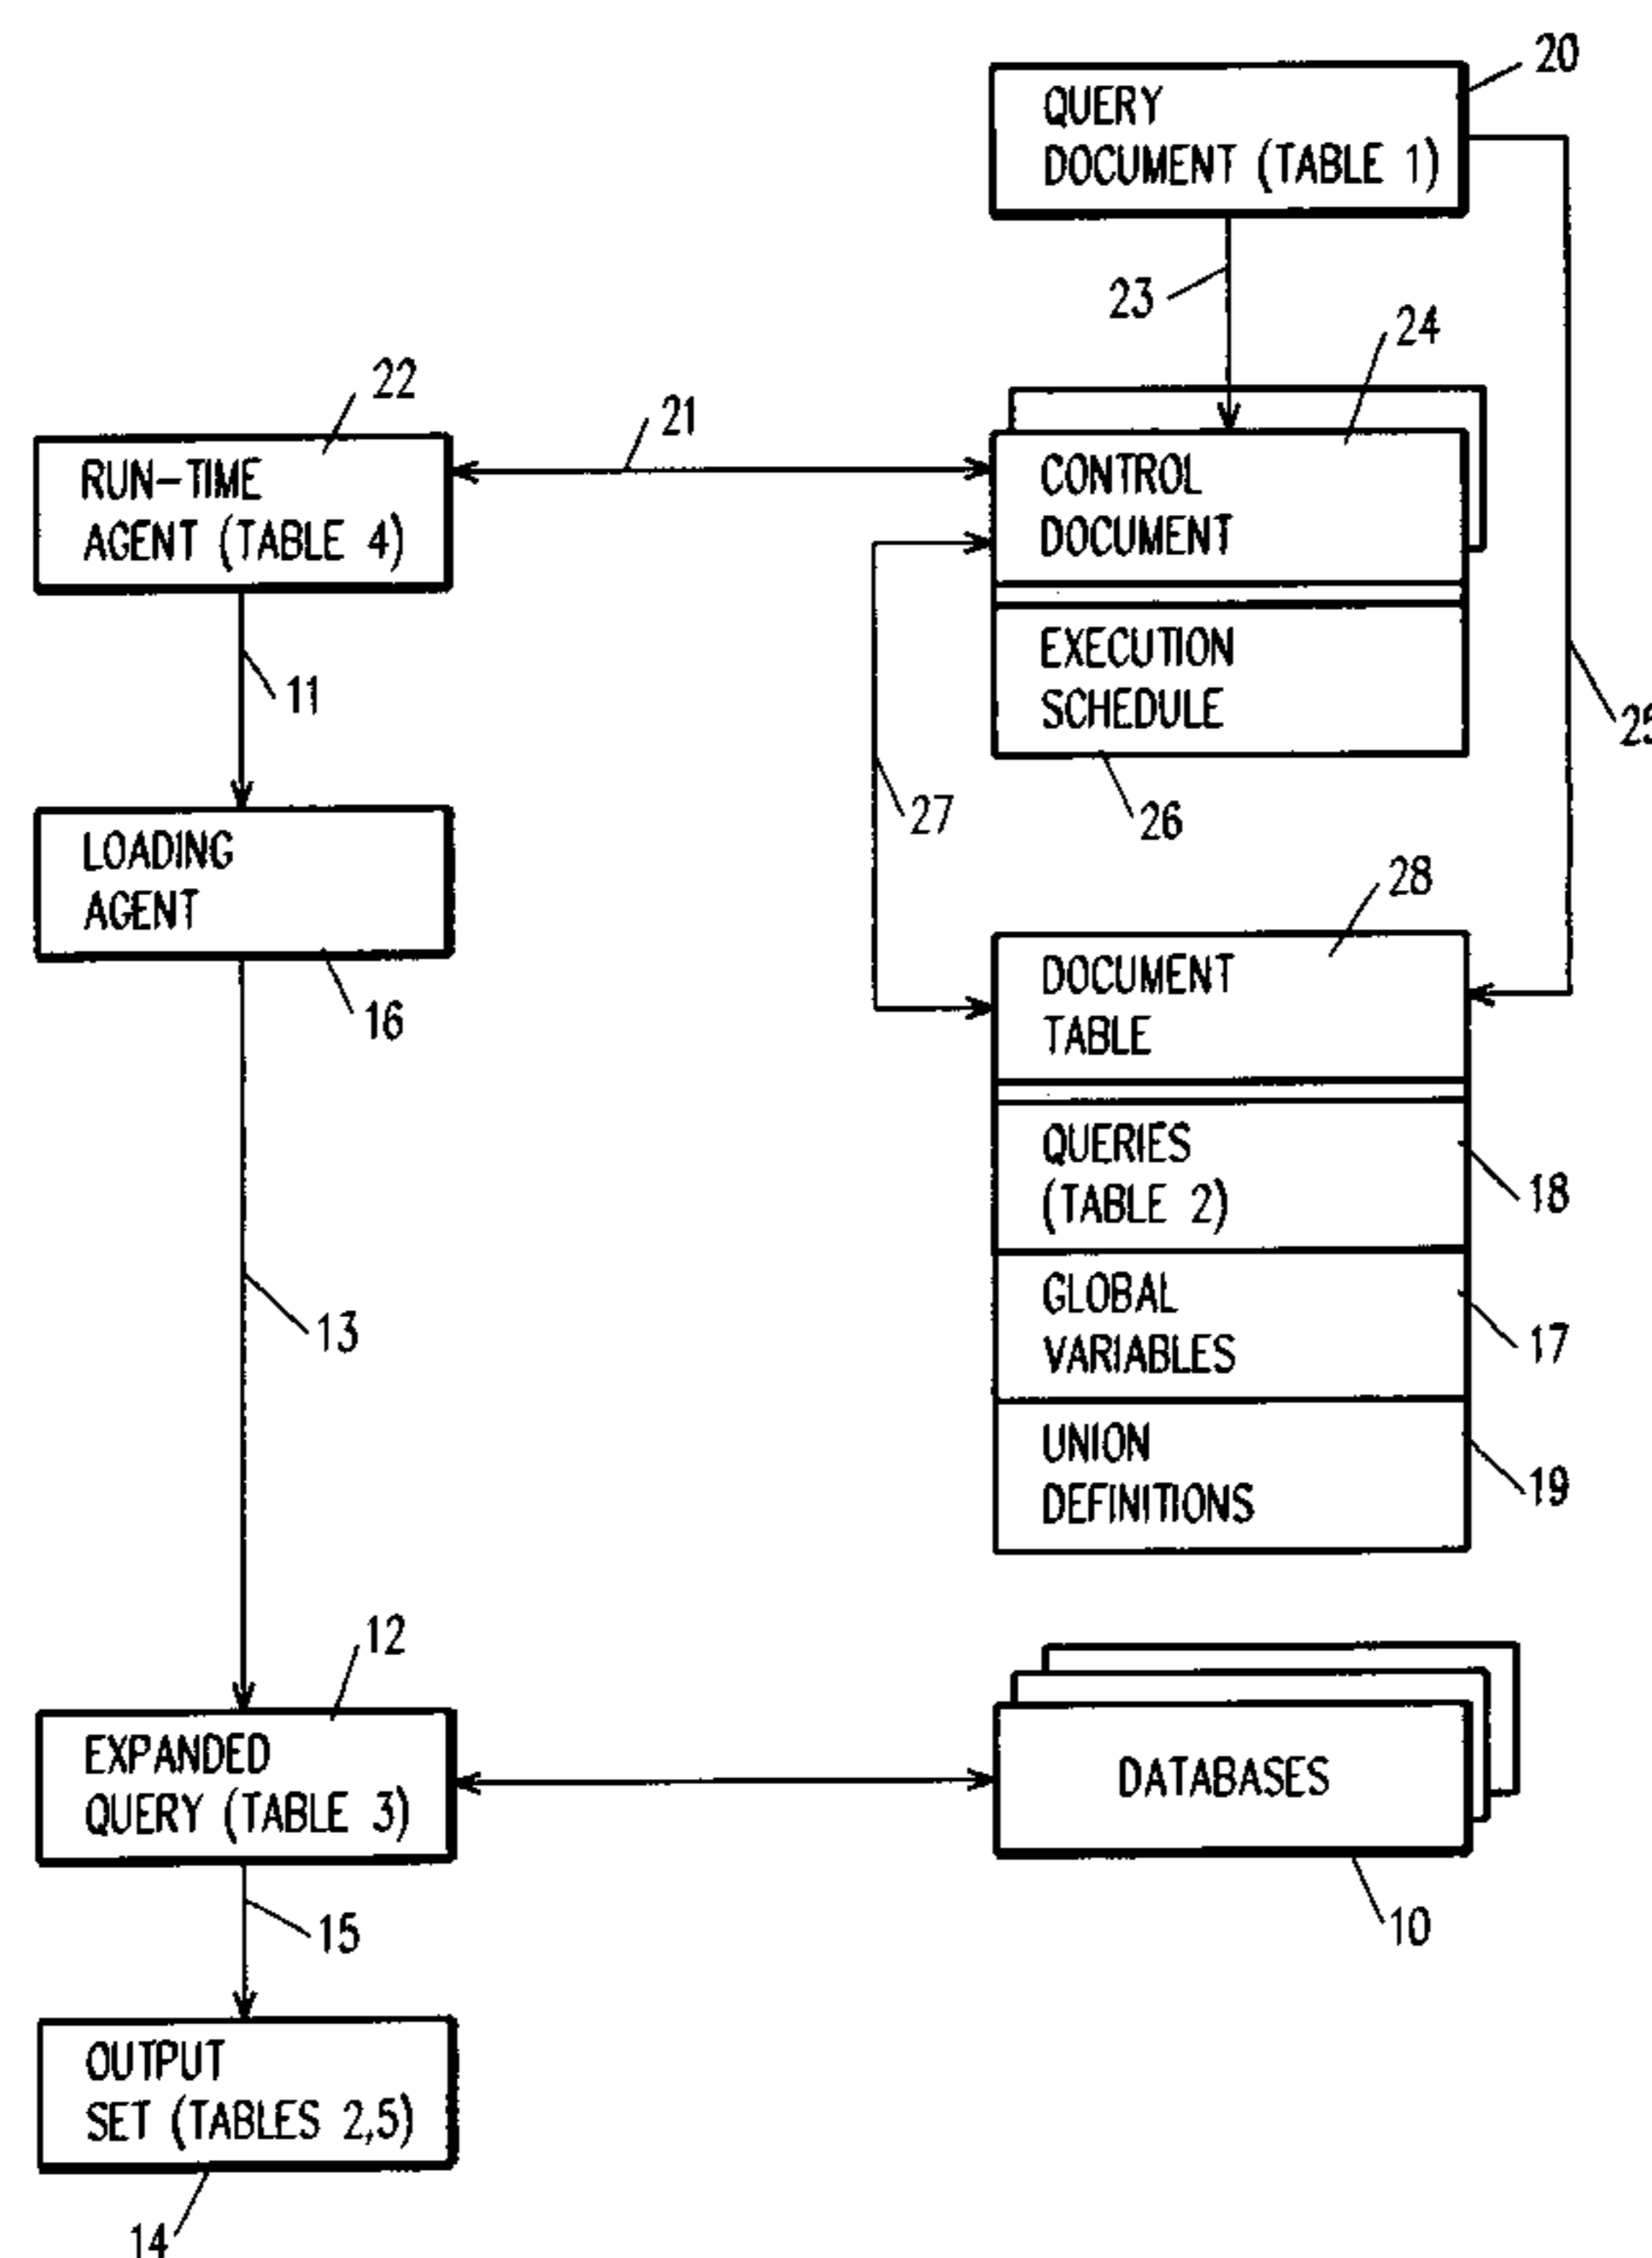 20
QUERY
DOCUMENT (TABLE 1)
23
24
22
21
RUN-TIME
AGENT (TABLE 4)
CONTROL
DOCUMENT
11
EXECUTION
SCHEDULE
25
27
26
LOADING
AGENT
16
28
DOCUMENT
TABLE
QUERIES
(TABLE 2)
18
13
GLOBAL
VARIABLES
17
UNION
DEFINITIONS
19
12
EXPANDED
QUERY (TABLE 3)
DATABASES
15
10
OUTPUT
SET (TABLES 2,5)
14